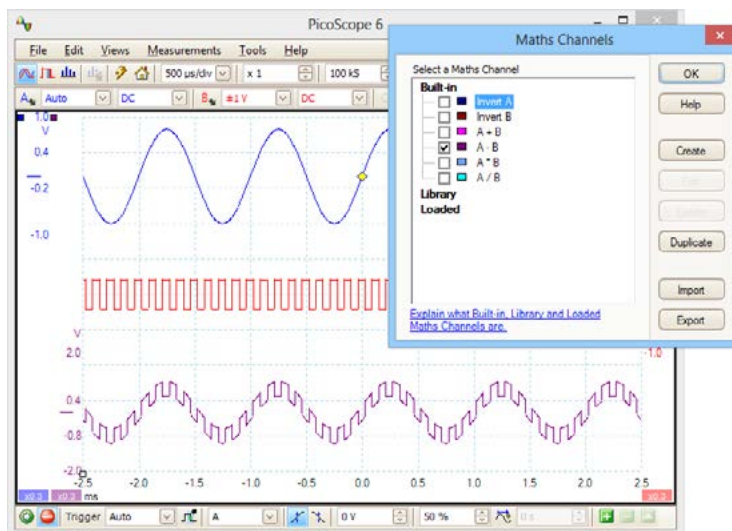 PicoScope 6
File Edit Views Measurements Tools Help
500 µs/div x 1 100 kS
A Auto DC B ±1 V DC
1.0
V
0.4
-0.2
-1.0
V
2.0
0.4
-0.8
-2.0
-1.0
-2.5 -2.0 -1.5 -1.0 -0.5 0.0 0.5 1.0 1.5 2.0 2.5
x0.3 x0.3 ms x0.3
Trigger Auto A 0 V 50 % 0 s
Maths Channels
Select a Maths Channel
Built-in
Invert A
Invert B
A + B
A - B
A * B
A / B
Library
Loaded
Explain what Built-in, Library and Loaded
Maths Channels are.
OK
Help
Create
Duplicate
Import
Export